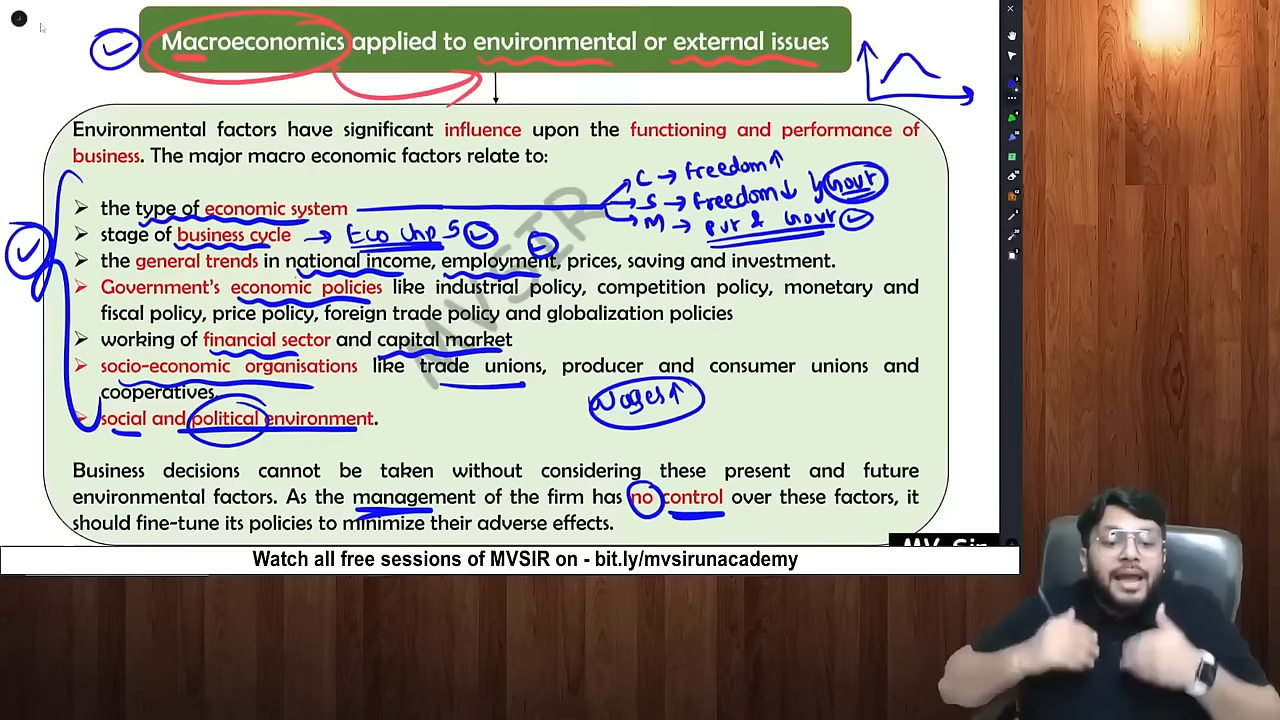 Macroeconomics applied to environmental or external issues
Environmental factors have significant influence upon the functioning and performance of
business. The major macro economic factors relate to:
C → freedom↑
the type of economic system
S → freedom↓ by Govt
M → Pvt & Govt
stage of business cycle → Eco Chp 5
the general trends in national income, employment, prices, saving and investment.
Government's economic policies like industrial policy, competition policy, monetary and
fiscal policy, price policy, foreign trade policy and globalization policies
working of financial sector and capital market
socio-economic organisations like trade unions, producer and consumer unions and
cooperatives.
wages↑
social and political environment.
Business decisions cannot be taken without considering these present and future
environmental factors. As the management of the firm has no control over these factors, it
should fine-tune its policies to minimize their adverse effects.
MVSIR
MV Sir
Watch all free sessions of MVSIR on - bit.ly/mvsirunacademy